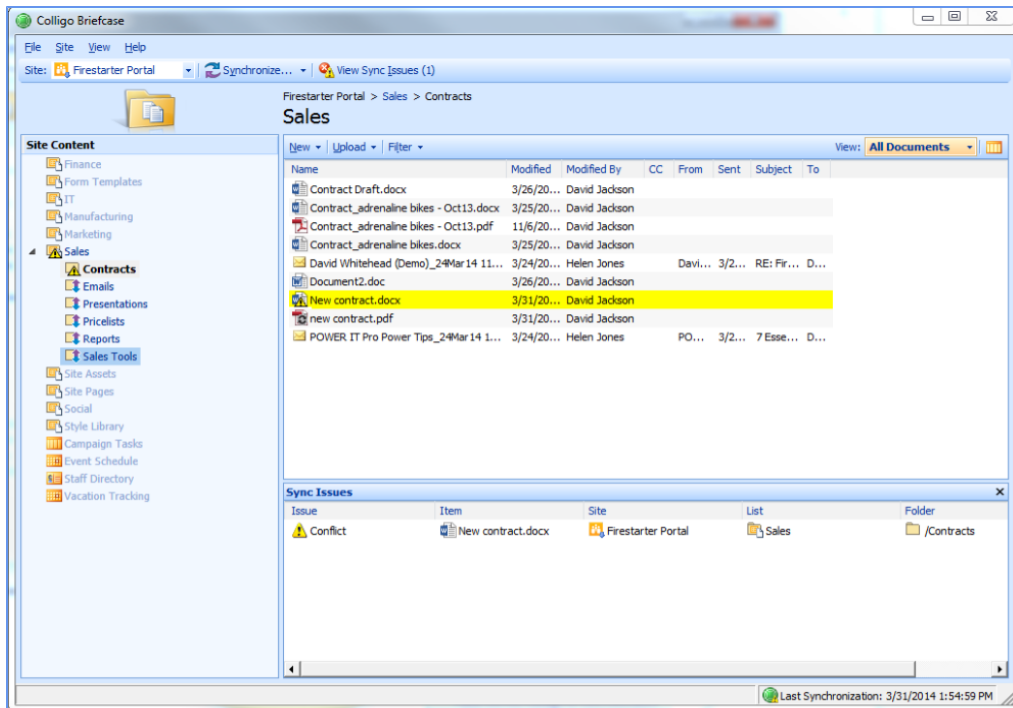 Colligo Briefcase
File Site View Help
Site: Firestarter Portal Synchronize... View Sync Issues (1)
Firestarter Portal > Sales > Contracts
Sales
Site Content
Finance
Form Templates
IT
Manufacturing
Marketing
Sales
Contracts
Emails
Presentations
Pricelists
Reports
Sales Tools
Site Assets
Site Pages
Social
Style Library
Campaign Tasks
Event Schedule
Staff Directory
Vacation Tracking
New Upload Filter View: All Documents
Name Modified Modified By CC From Sent Subject To
Contract Draft.docx 3/26/20... David Jackson
Contract_adrenaline bikes - Oct13.docx 3/25/20... David Jackson
Contract_adrenaline bikes - Oct13.pdf 11/6/20... David Jackson
Contract_adrenaline bikes.docx 3/25/20... David Jackson
David Whitehead (Demo)_24Mar14 11... 3/24/20... Helen Jones Davi... 3/2... RE: Fir... D...
Document2.doc 3/26/20... David Jackson
New contract.docx 3/31/20... David Jackson
new contract.pdf 3/31/20... David Jackson
POWER IT Pro Power Tips_24Mar14 1... 3/24/20... Helen Jones PO... 3/2... 7 Esse... D...
Sync Issues
Issue Item Site List Folder
Conflict New contract.docx Firestarter Portal Sales /Contracts
Last Synchronization: 3/31/2014 1:54:59 PM